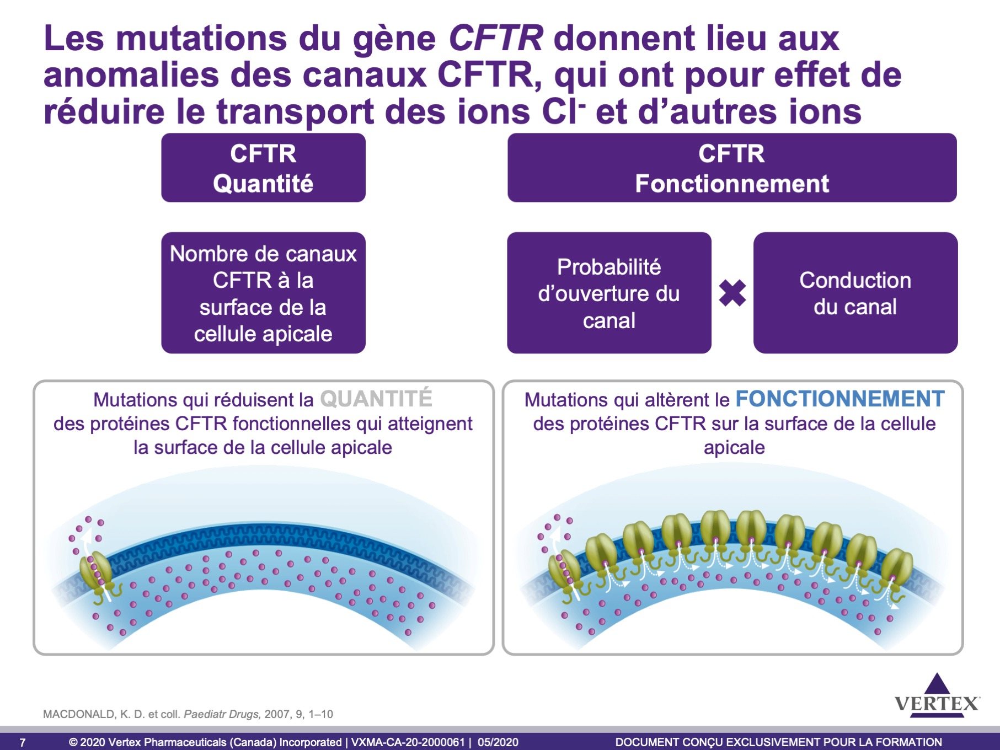 Les mutations du gène CFTR donnent lieu aux
anomalies des canaux CFTR, qui ont pour effet de
réduire le transport des ions Cl- et d’autres ions
CFTR
Quantité
CFTR
Fonctionnement
Nombre de canaux
CFTR à la
surface de la
cellule apicale
Probabilité
d’ouverture du
canal
Conduction
du canal
Mutations qui réduisent la QUANTITÉ
des protéines CFTR fonctionnelles qui atteignent
la surface de la cellule apicale
Mutations qui altèrent le FONCTIONNEMENT
des protéines CFTR sur la surface de la cellule
apicale
VERTEX
MACDONALD, K. D. et coll. Paediatr Drugs, 2007, 9, 1–10
7 © 2020 Vertex Pharmaceuticals (Canada) Incorporated | VXMA-CA-20-2000061 | 05/2020 DOCUMENT CONÇU EXCLUSIVEMENT POUR LA FORMATION